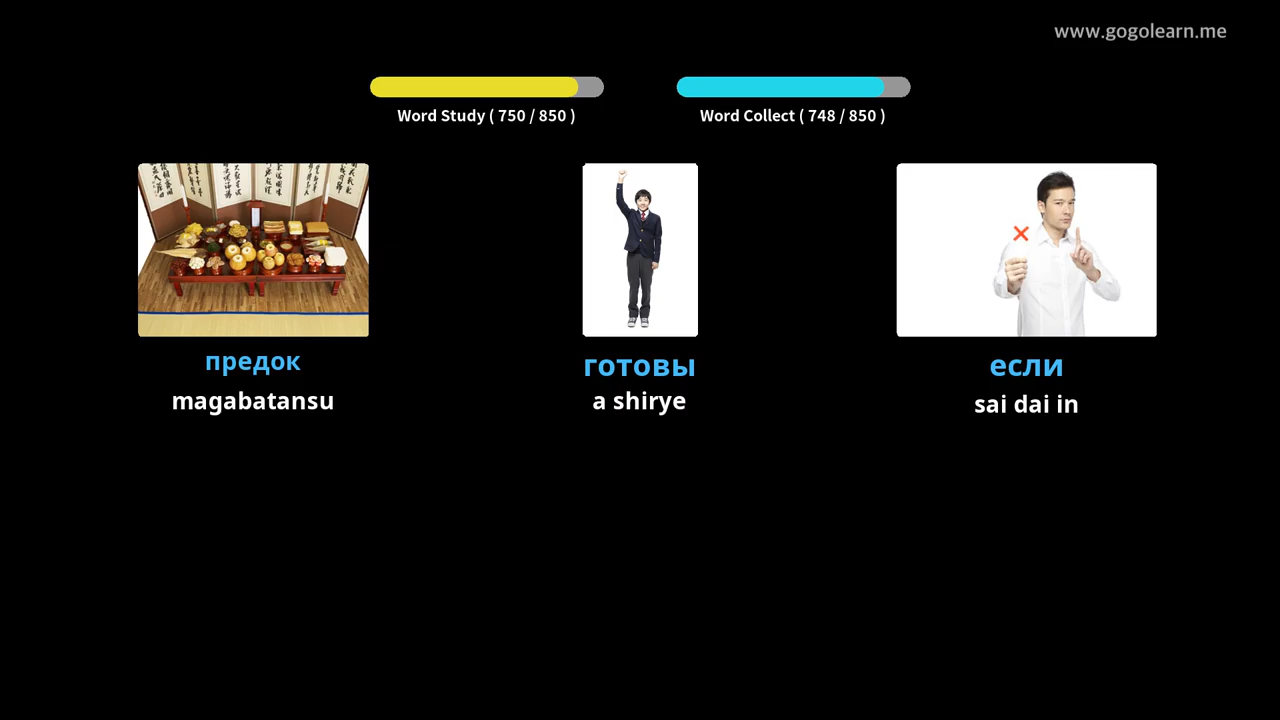 www.gogolearn.me
Word Study ( 750 / 850 )
Word Collect ( 748 / 850 )
предок
готовы
если
magabatansu
a shirye
sai dai in